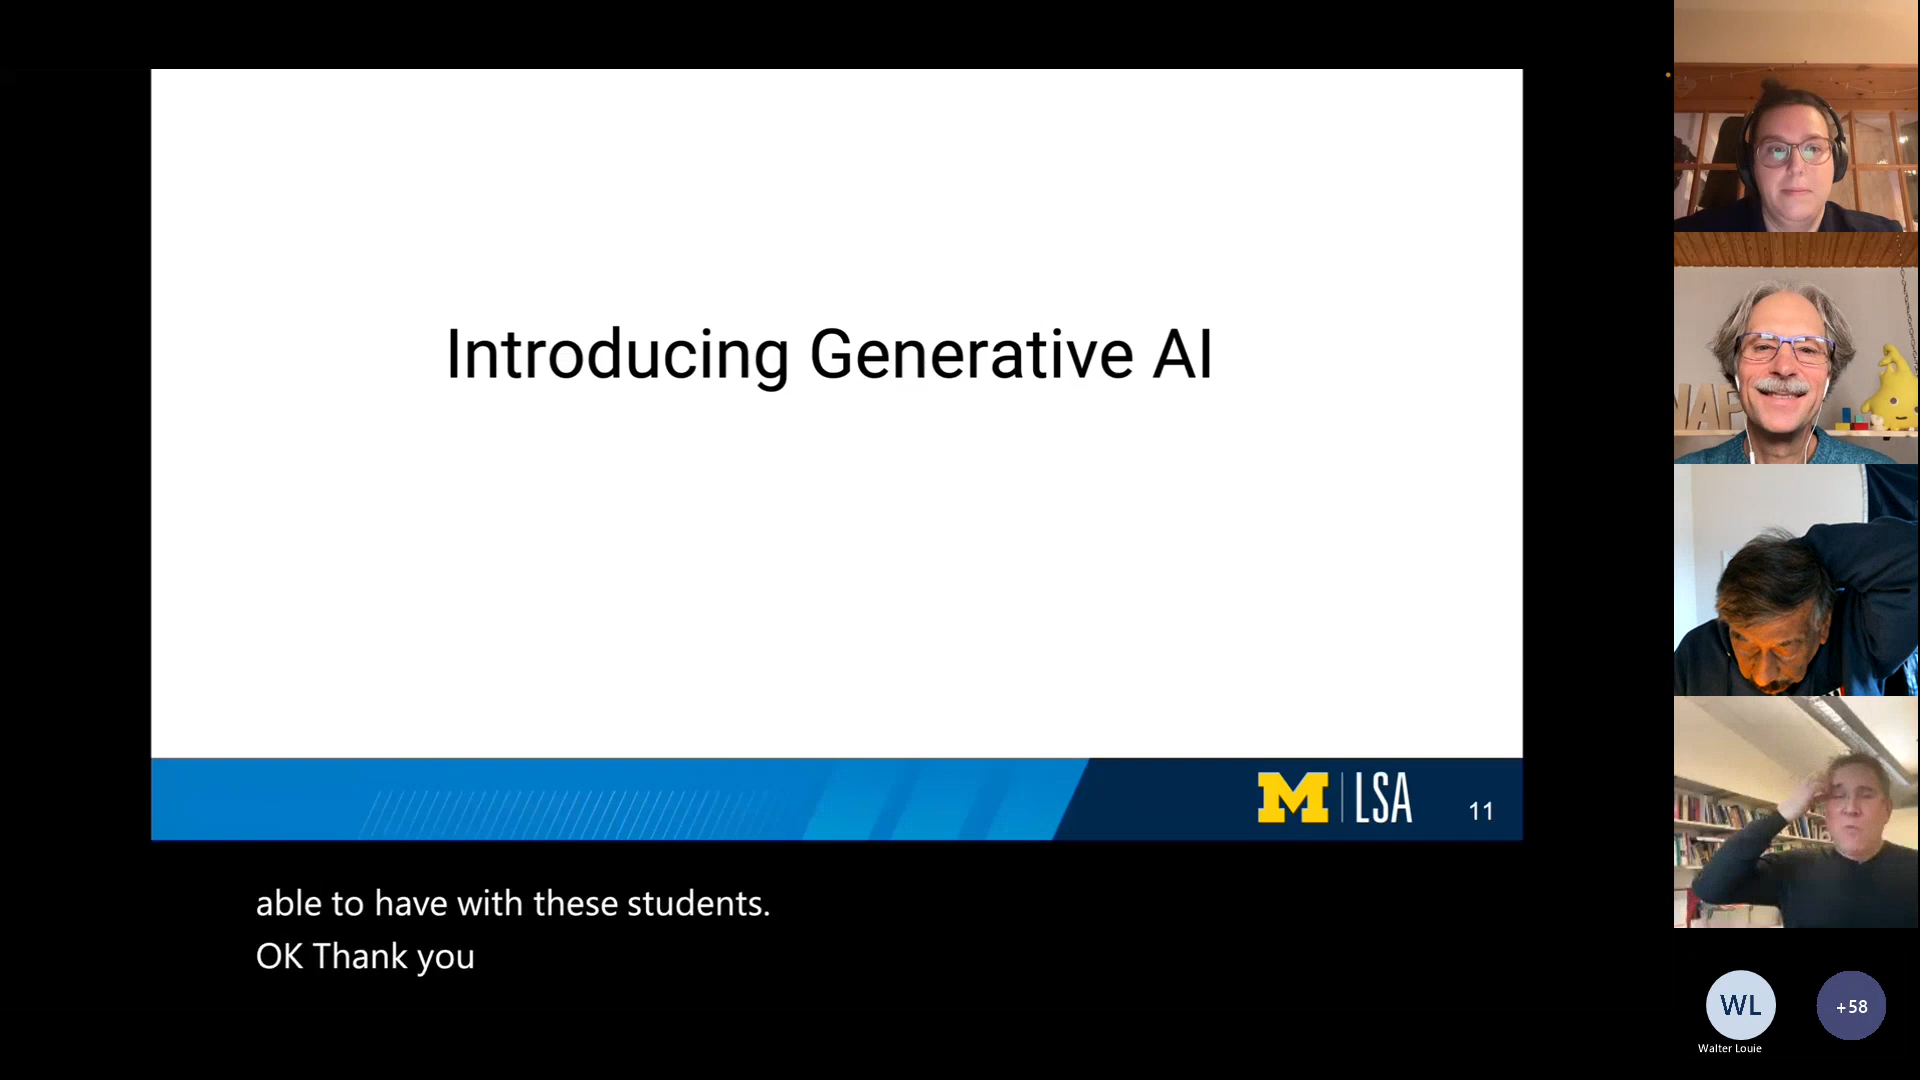 Introducing Generative AI
M | LSA
11
able to have with these students.
OK Thank you
WL
+58
Walter Louie